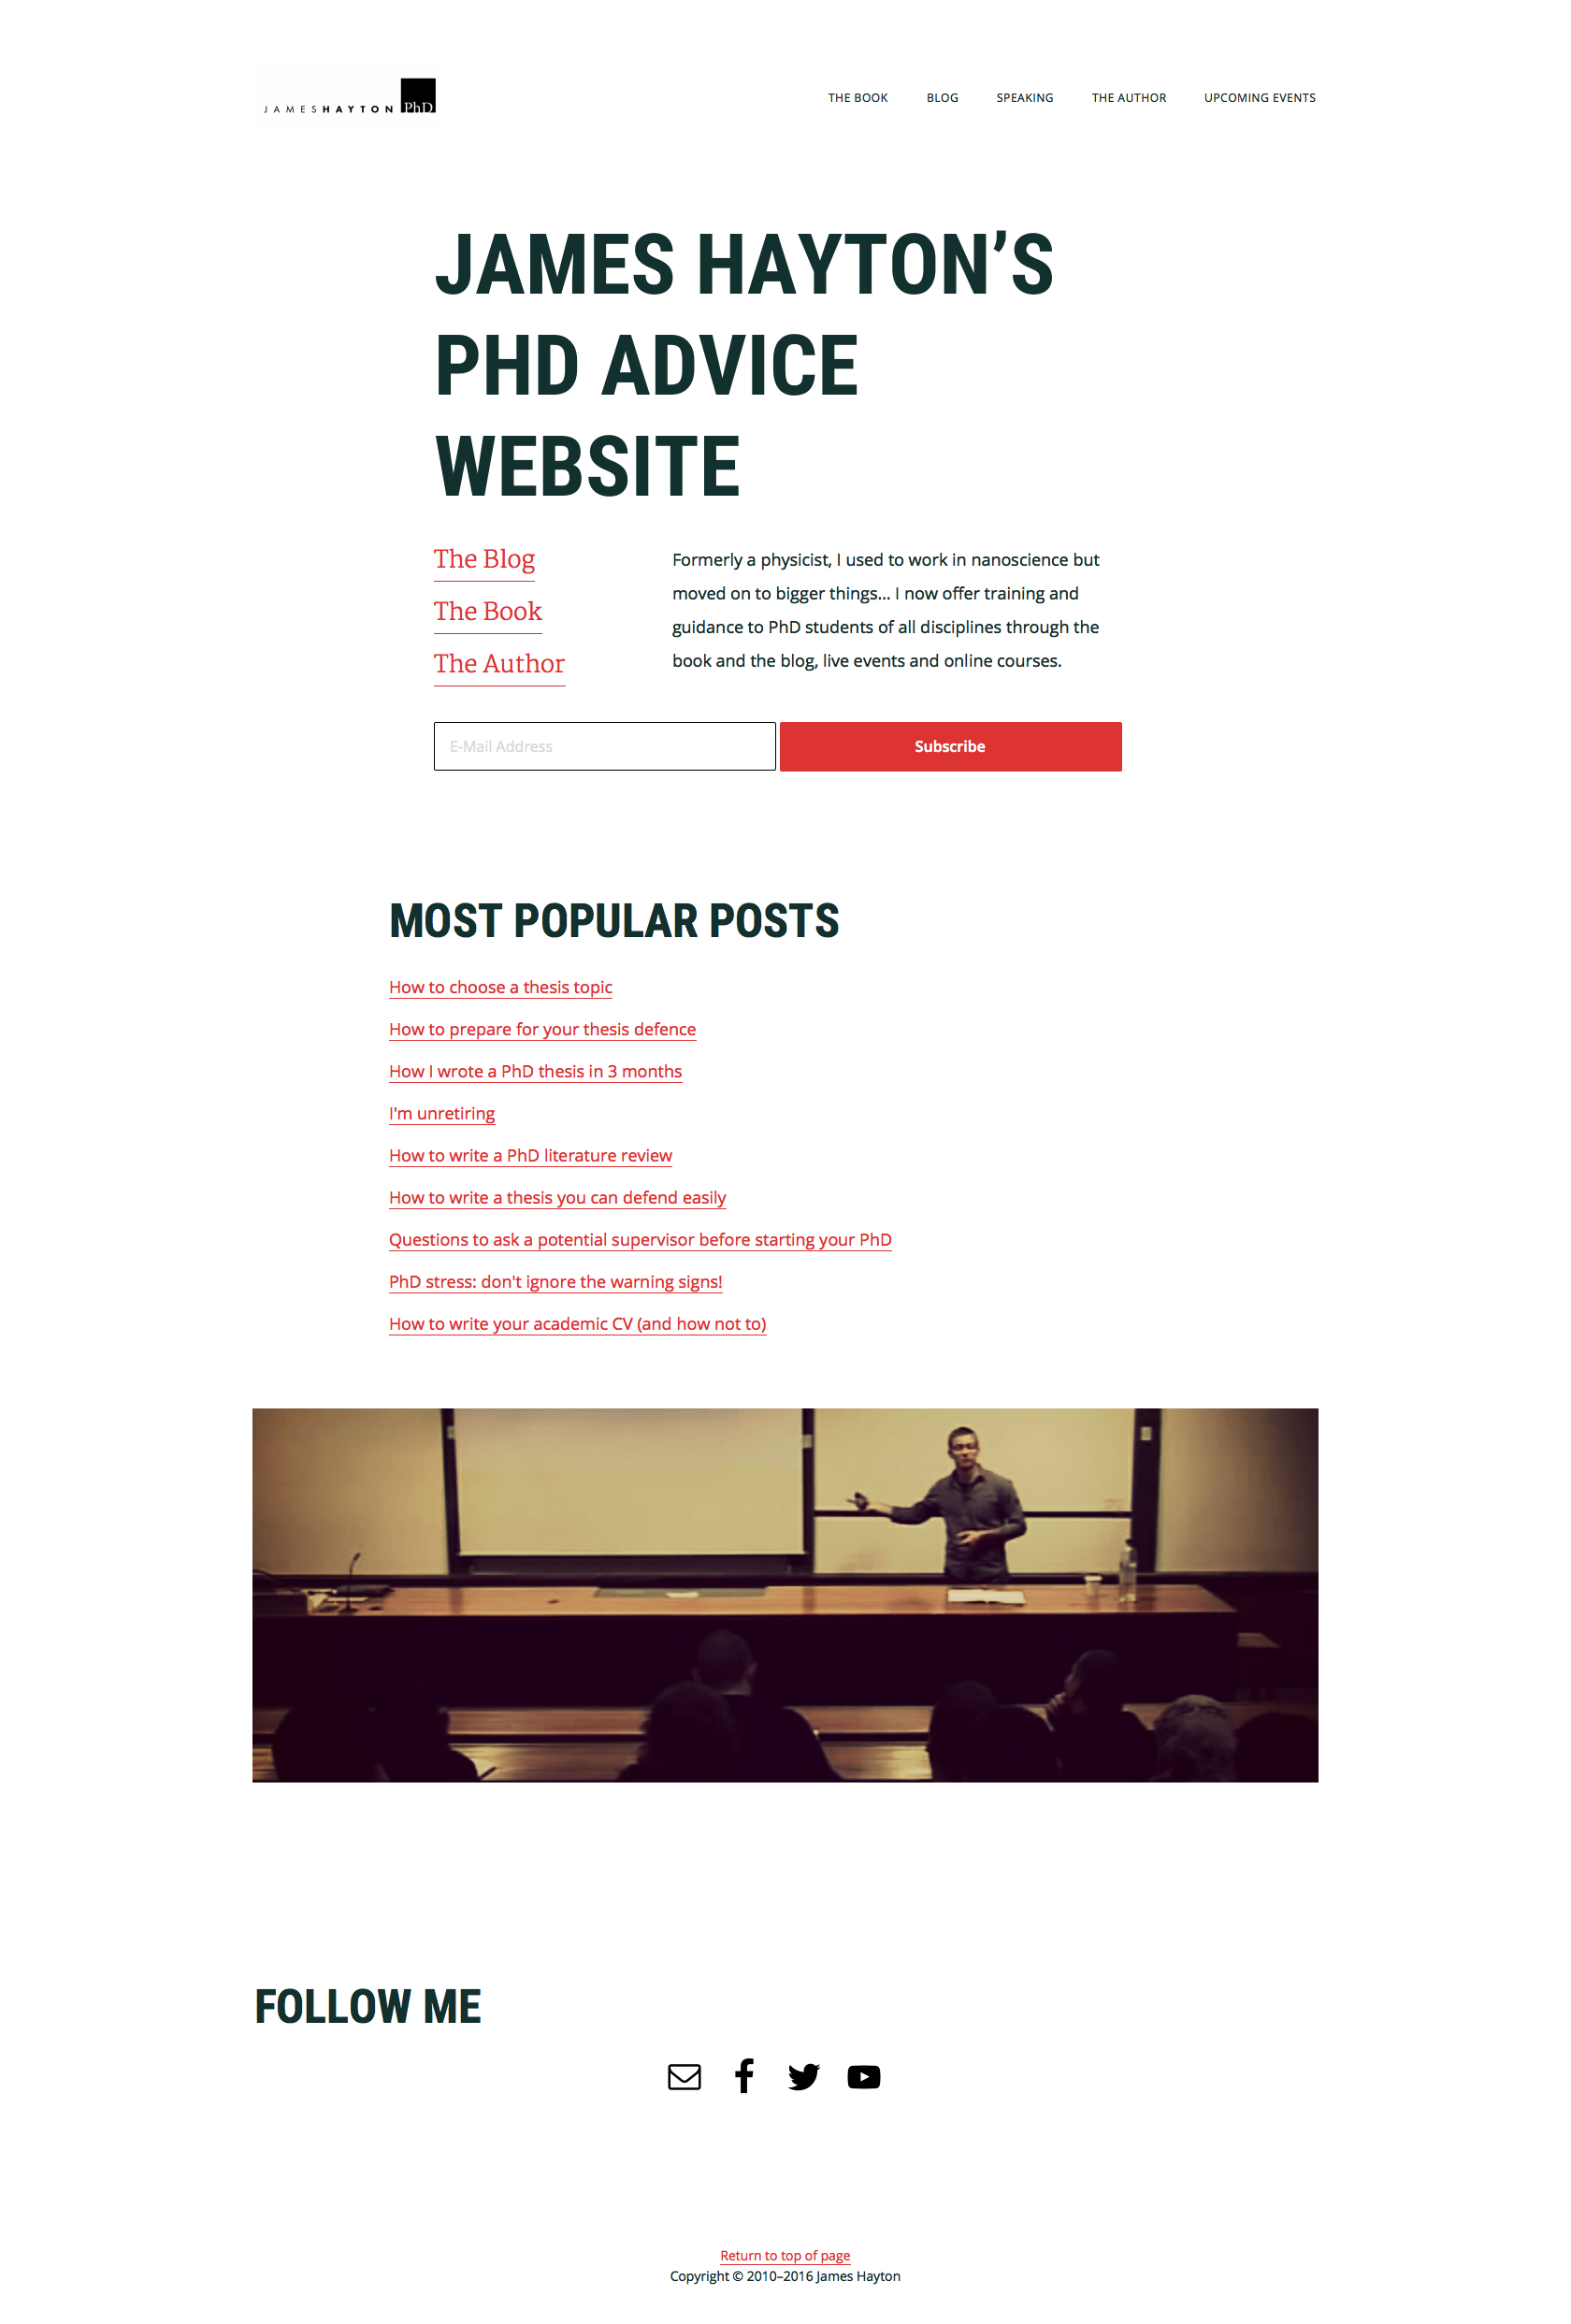 JAMESHAYTON PhD
THE BOOK BLOG SPEAKING THE AUTHOR UPCOMING EVENTS
JAMES HAYTON’S
PHD ADVICE
WEBSITE
The Blog
The Book
The Author
Formerly a physicist, I used to work in nanoscience but
moved on to bigger things... I now offer training and
guidance to PhD students of all disciplines through the
book and the blog, live events and online courses.
E-Mail Address
Subscribe
MOST POPULAR POSTS
How to choose a thesis topic
How to prepare for your thesis defence
How I wrote a PhD thesis in 3 months
I'm unretiring
How to write a PhD literature review
How to write a thesis you can defend easily
Questions to ask a potential supervisor before starting your PhD
PhD stress: don't ignore the warning signs!
How to write your academic CV (and how not to)
FOLLOW ME
Return to top of page
Copyright © 2010–2016 James Hayton